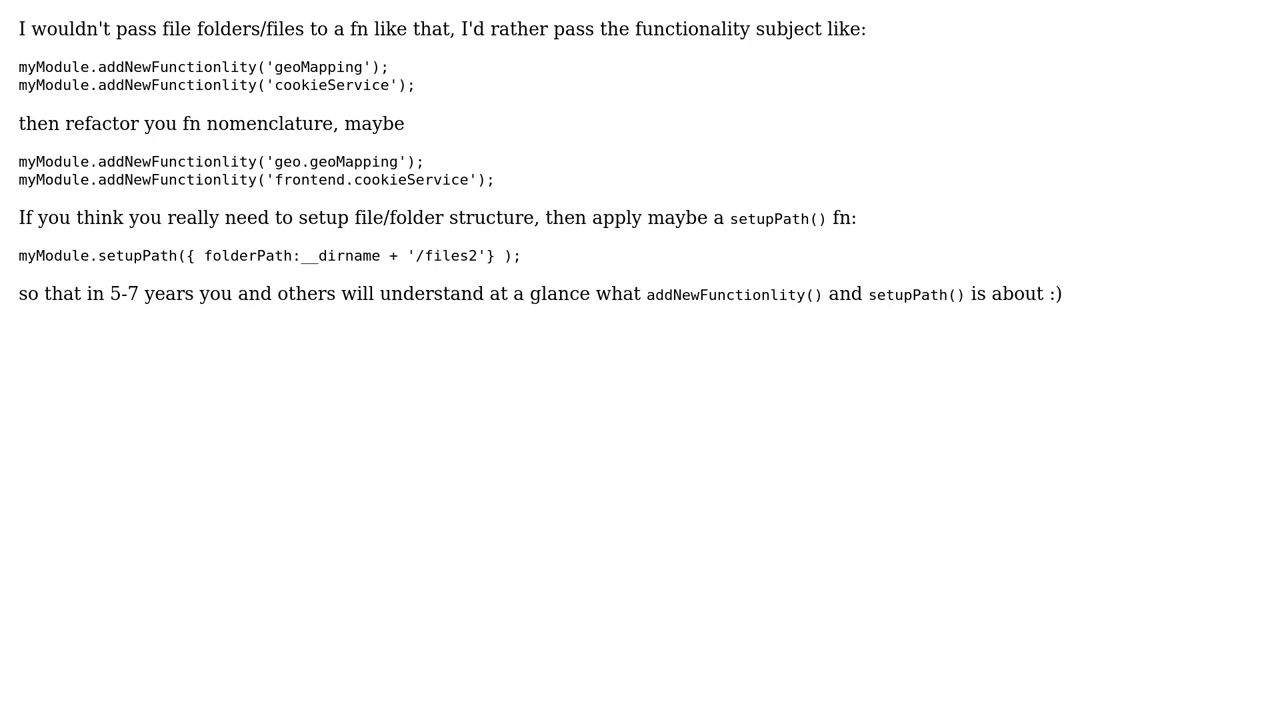 I wouldn't pass file folders/files to a fn like that, I'd rather pass the functionality subject like:
myModule.addNewFunctionlity('geoMapping');
myModule.addNewFunctionlity('cookieService');
then refactor you fn nomenclature, maybe
myModule.addNewFunctionlity('geo.geoMapping');
myModule.addNewFunctionlity('frontend.cookieService');
If you think you really need to setup file/folder structure, then apply maybe a setupPath() fn:
myModule.setupPath({ folderPath:__dirname + '/files2'} );
so that in 5-7 years you and others will understand at a glance what addNewFunctionlity() and setupPath() is about :)